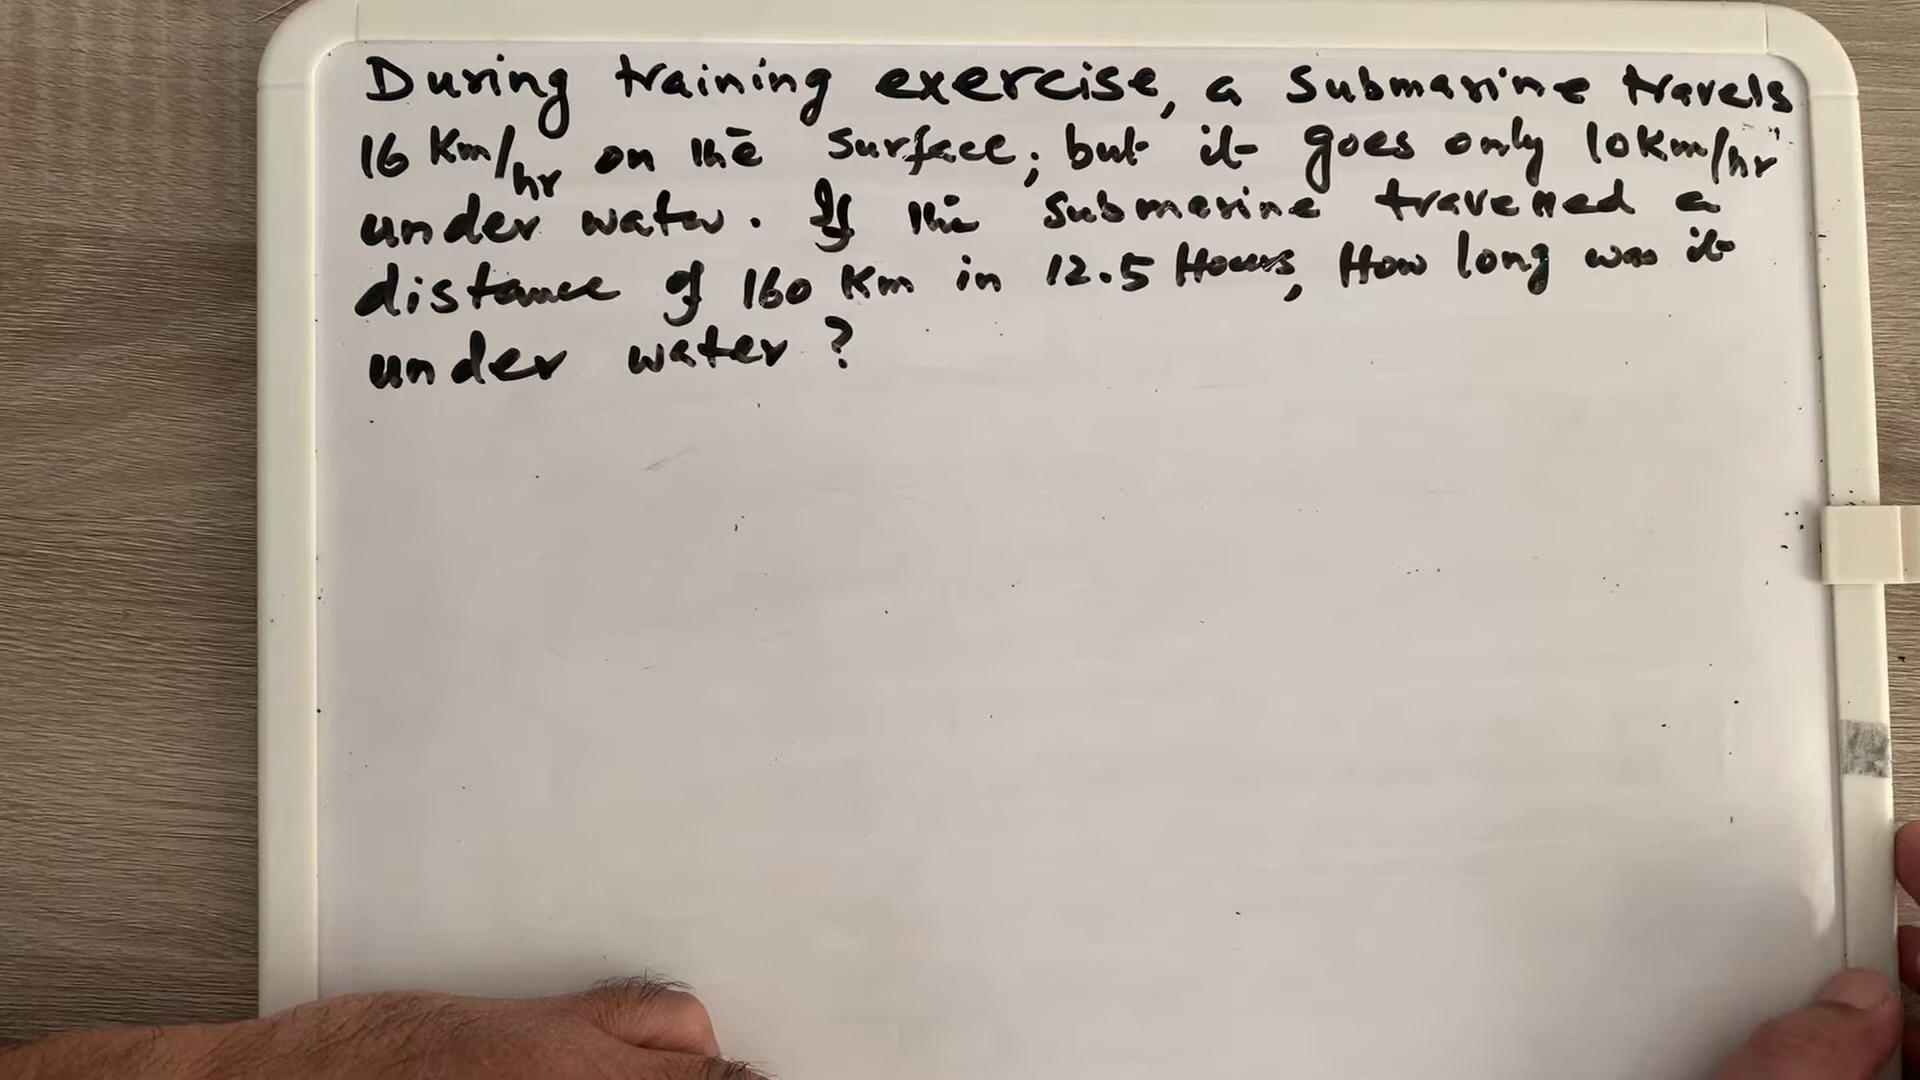 During training exercise, a submarine travels
16 Km/hr on the surface, but it goes only 10km/hr
under water. If the submarine travelled a
distance of 160 Km in 12.5 Hours, How long was it
under water ?